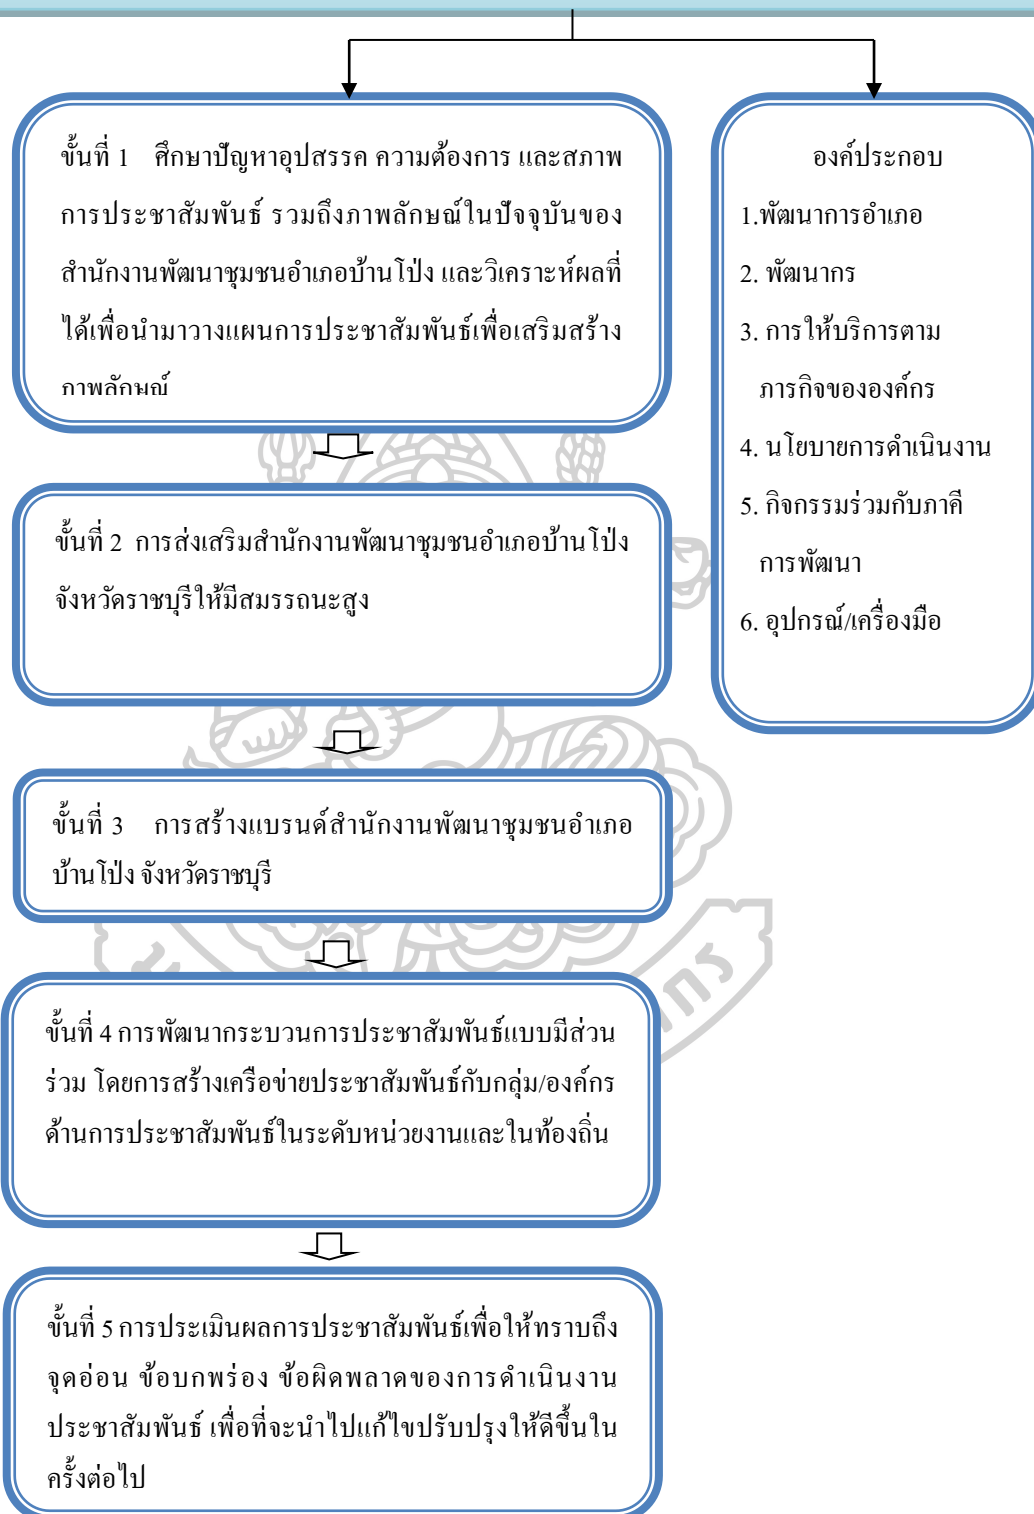 ขั้นที่ 1 ศึกษาปัญหาอุปสรรค ความต้องการ และสภาพ
การประชาสัมพันธ์ รวมถึงภาพลักษณ์ในปัจจุบันของ
สำนักงานพัฒนาชุมชนอำเภอบ้านโป่ง และวิเคราะห์ผลที่
ได้เพื่อนำมาวางแผนการประชาสัมพันธ์เพื่อเสริมสร้าง
ภาพลักษณ์
องค์ประกอบ
1.พัฒนาการอำเภอ
2. พัฒนากร
3. การให้บริการตาม
ภารกิจขององค์กร
4. นโยบายการดำเนินงาน
5. กิจกรรมร่วมกับภาคี
การพัฒนา
6. อุปกรณ์/เครื่องมือ
ขั้นที่ 2 การส่งเสริมสำนักงานพัฒนาชุมชนอำเภอบ้านโป่ง
จังหวัดราชบุรีให้มีสมรรถนะสูง
ขั้นที่ 3 การสร้างแบรนด์สำนักงานพัฒนาชุมชนอำเภอ
บ้านโป่ง จังหวัดราชบุรี
ขั้นที่ 4 การพัฒนากระบวนการประชาสัมพันธ์แบบมีส่วน
ร่วม โดยการสร้างเครือข่ายประชาสัมพันธ์กับกลุ่ม/องค์กร
ด้านการประชาสัมพันธ์ในระดับหน่วยงานและในท้องถิ่น
ขั้นที่ 5 การประเมินผลการประชาสัมพันธ์เพื่อให้ทราบถึง
จุดอ่อน ข้อบกพร่อง ข้อผิดพลาดของการดำเนินงาน
ประชาสัมพันธ์ เพื่อที่จะนำไปแก้ไขปรับปรุงให้ดีขึ้นใน
ครั้งต่อไป